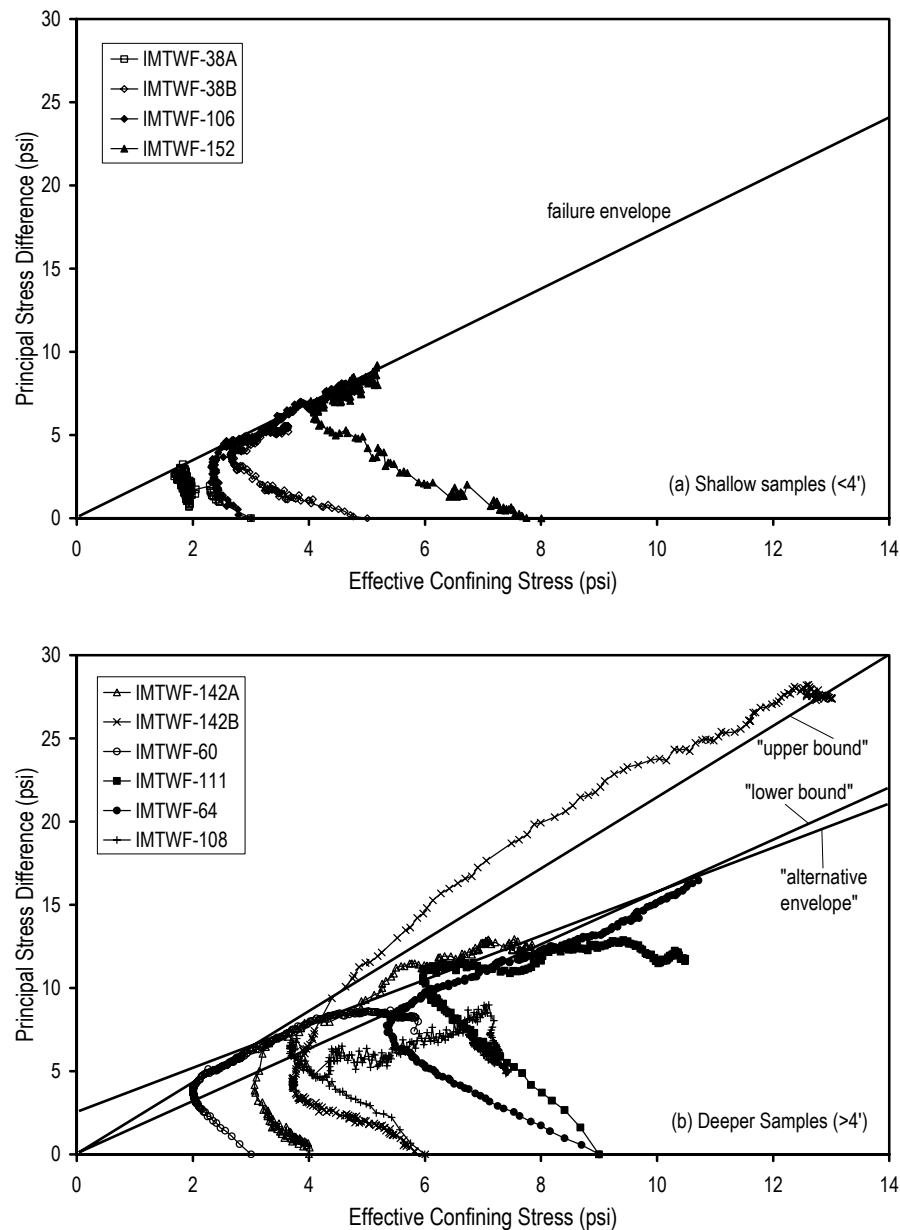 30
25
20
15
10
5
0
Principal Stress Difference (psi)
IMTWF-38A
IMTWF-38B
IMTWF-106
IMTWF-152
failure envelope
(a) Shallow samples (<4')
0 2 4 6 8 10 12 14
Effective Confining Stress (psi)
30
25
20
15
10
5
0
Principal Stress Difference (psi)
IMTWF-142A
IMTWF-142B
IMTWF-60
IMTWF-111
IMTWF-64
IMTWF-108
"upper bound"
"lower bound"
"alternative
envelope"
(b) Deeper Samples (>4')
0 2 4 6 8 10 12 14
Effective Confining Stress (psi)